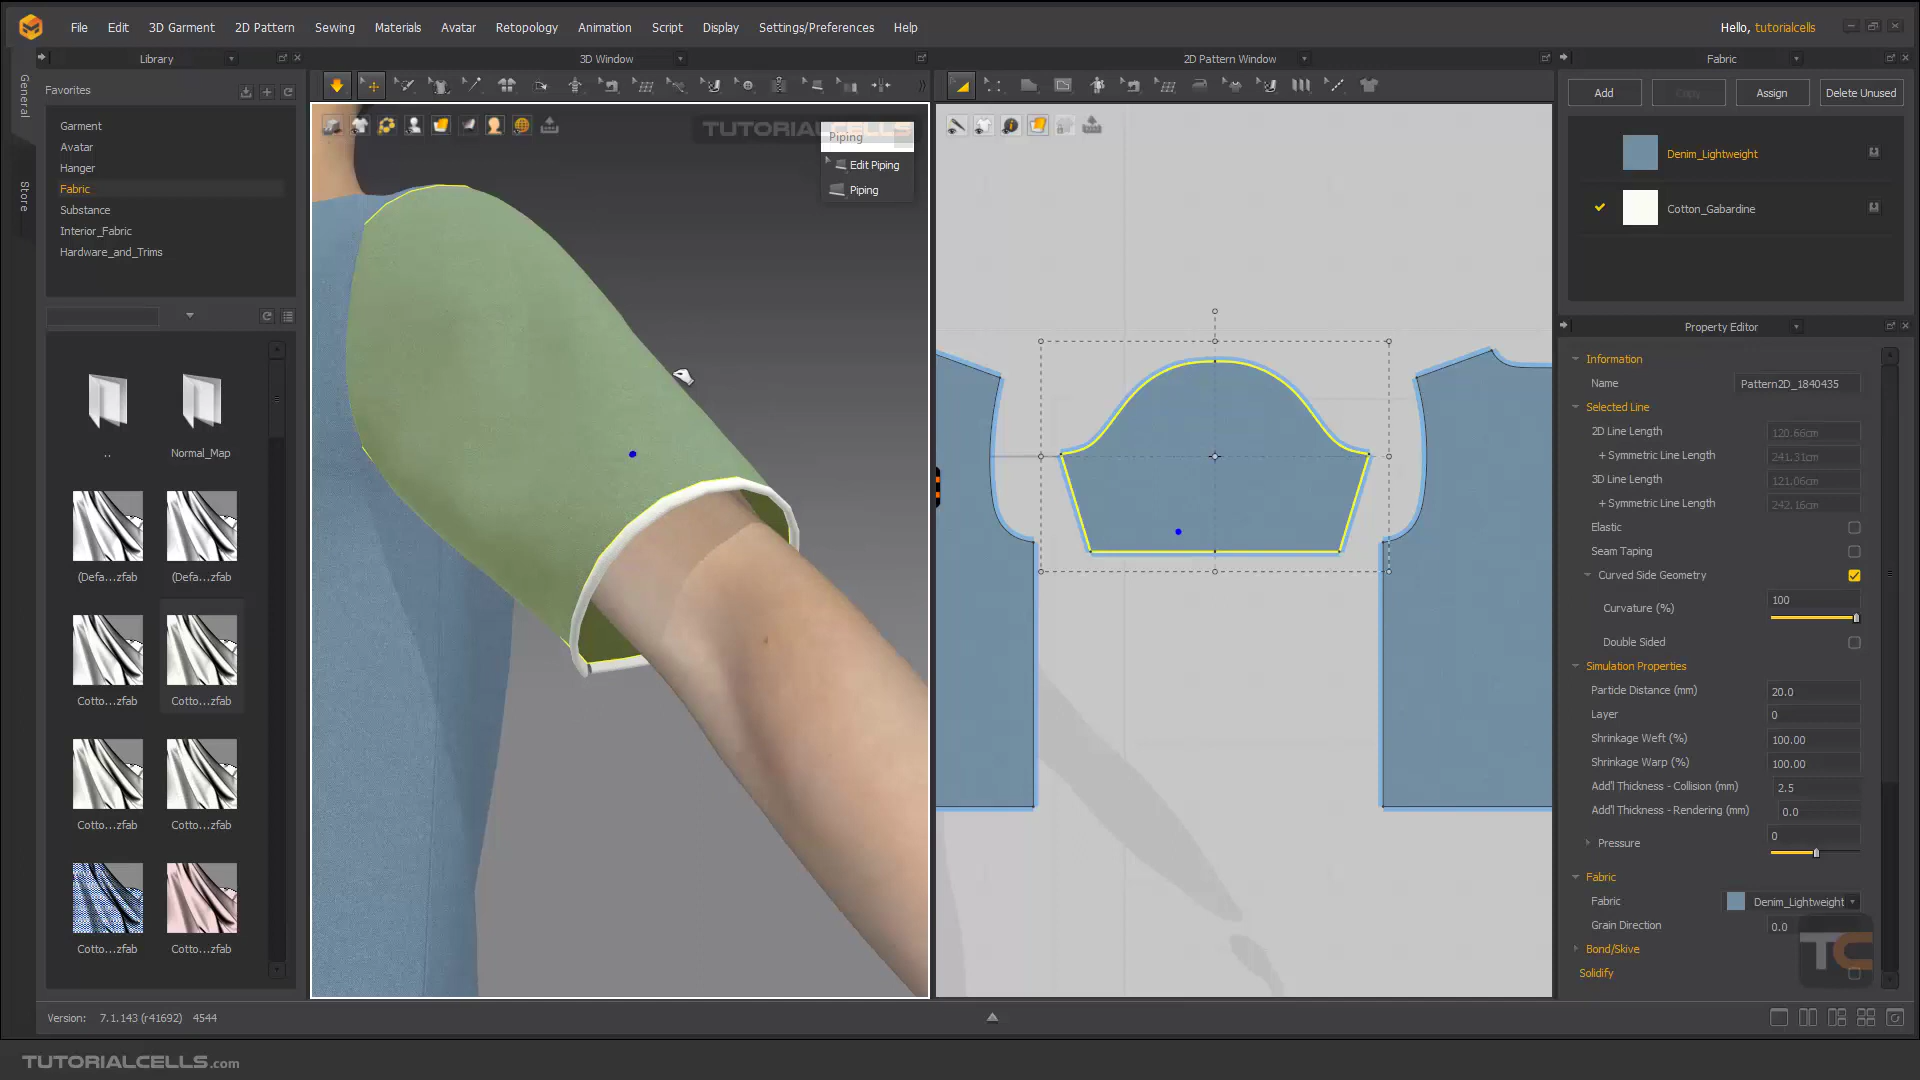 File Edit 3D Garment 2D Pattern Sewing Materials Avatar Retopology Animation Script Display Settings/Preferences Help
Hello, tutorialcells
Library
3D Window
2D Pattern Window
Fabric
General
Store
Favorites
Garment
Avatar
Hanger
Fabric
Substance
Interior_Fabric
Hardware_and_Trims
..
Normal_Map
(Defa...zfab
(Defa...zfab
Cotto...zfab
Cotto...zfab
Cotto...zfab
Cotto...zfab
Cotto...zfab
Cotto...zfab
TUTORIALCELLS
Piping
Edit Piping
Piping
Add Copy Assign Delete Unused
Denim_Lightweight
Cotton_Gabardine
Property Editor
Information
Name Pattern2D_1840435
Selected Line
2D Line Length 120.66cm
+ Symmetric Line Length 241.31cm
3D Line Length 121.06cm
+ Symmetric Line Length 242.16cm
Elastic
Seam Taping
Curved Side Geometry
Curvature (%) 100
Double Sided
Simulation Properties
Particle Distance (mm) 20.0
Layer 0
Shrinkage Weft (%) 100.00
Shrinkage Warp (%) 100.00
Add'l Thickness - Collision (mm) 2.5
Add'l Thickness - Rendering (mm) 0.0
Pressure 0
Fabric
Fabric Denim_Lightweight
Grain Direction 0.0
Bond/Skive
Solidify
TC
Version: 7.1.143 (r41692) 4544
TUTORIALCELLS.com